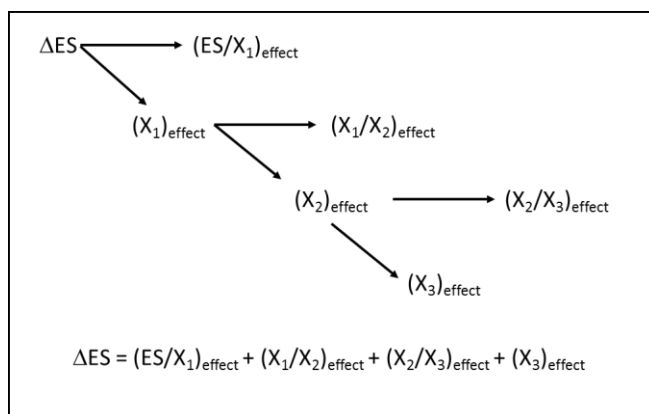 ΔES (ES/X₁)effect
(X₁)effect (X₁/X₂)effect
(X₂)effect (X₂/X₃)effect
(X₃)effect
ΔES = (ES/X₁)effect + (X₁/X₂)effect + (X₂/X₃)effect + (X₃)effect